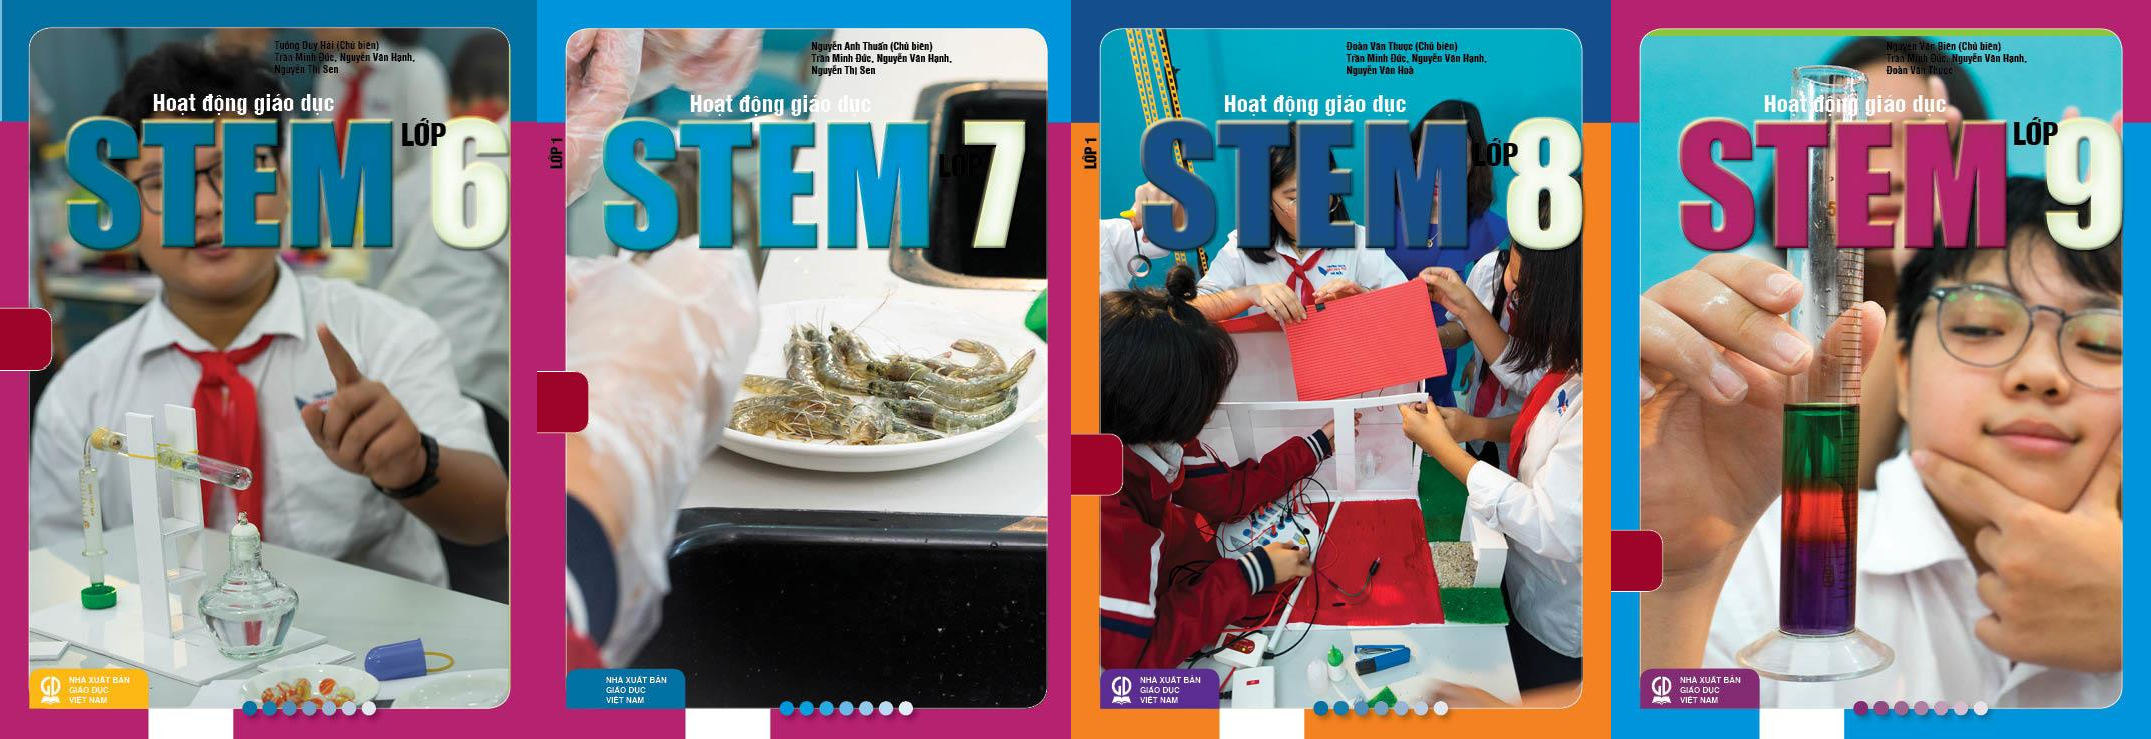 Tưởng Duy Hải (Chủ biên)
Trần Minh Đức, Nguyễn Văn Hạnh,
Nguyễn Thị Sen
Hoạt động giáo dục
STEM LỚP 6
NHÀ XUẤT BẢN
GIÁO DỤC
VIỆT NAM
LỚP 1
Nguyễn Anh Thuấn (Chủ biên)
Trần Minh Đức, Nguyễn Văn Hạnh,
Nguyễn Thị Sen
Hoạt động giáo dục
STEM LỚP 7
NHÀ XUẤT BẢN
GIÁO DỤC
VIỆT NAM
LỚP 1
Đoàn Văn Thược (Chủ biên)
Trần Minh Đức, Nguyễn Văn Hạnh,
Nguyễn Văn Hoà
Hoạt động giáo dục
STEM LỚP 8
NHÀ XUẤT BẢN
GIÁO DỤC
VIỆT NAM
Nguyễn Văn Biên (Chủ biên)
Trần Minh Đức, Nguyễn Văn Hạnh,
Đoàn Văn Thược
Hoạt động giáo dục
STEM LỚP 9
NHÀ XUẤT BẢN
GIÁO DỤC
VIỆT NAM